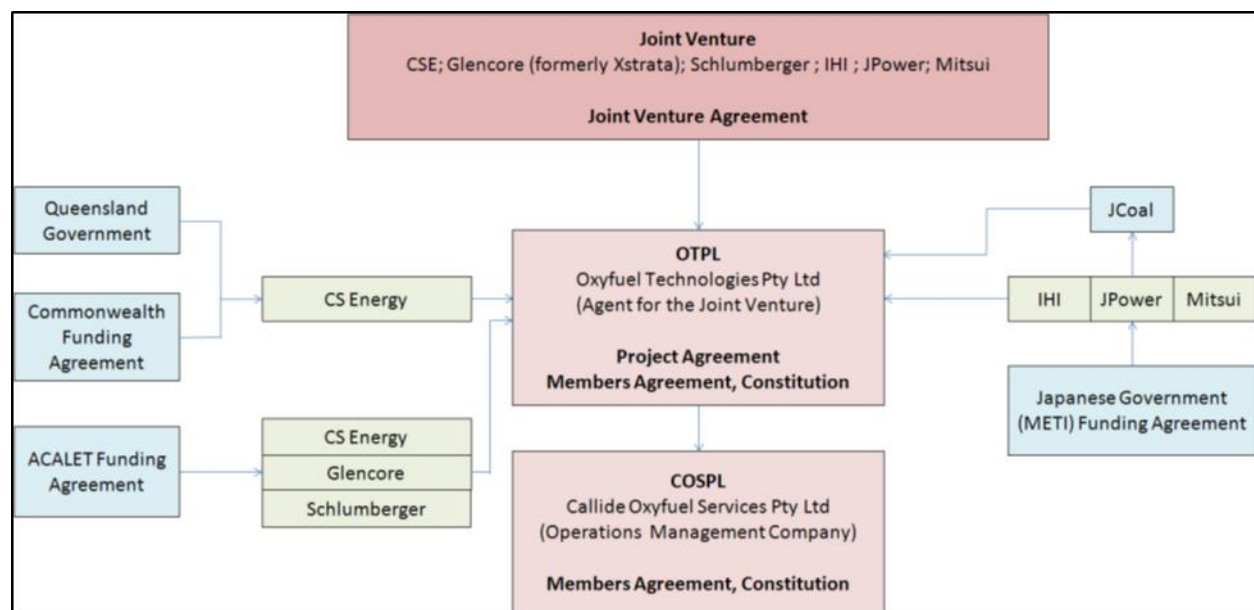 Joint Venture
CSE; Glencore (formerly Xstrata); Schlumberger ; IHI ; JPower; Mitsui
Joint Venture Agreement
Queensland
Government
Commonwealth
Funding
Agreement
CS Energy
ACALET Funding
Agreement
CS Energy
Glencore
Schlumberger
OTPL
Oxyfuel Technologies Pty Ltd
(Agent for the Joint Venture)
Project Agreement
Members Agreement, Constitution
COSPL
Callide Oxyfuel Services Pty Ltd
(Operations Management Company)
Members Agreement, Constitution
JCoal
IHI JPower Mitsui
Japanese Government
(METI) Funding Agreement